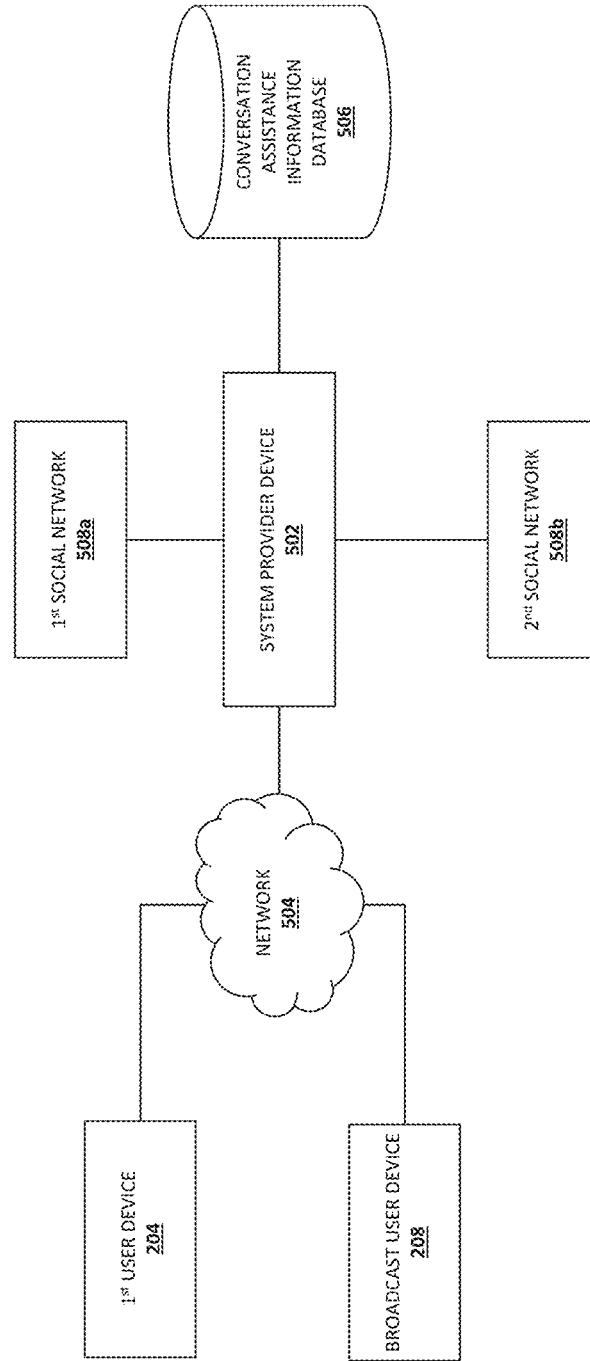 1st USER DEVICE
204
BROADCAST USER DEVICE
208
NETWORK
504
1st SOCIAL NETWORK
508a
SYSTEM PROVIDER DEVICE
502
2nd SOCIAL NETWORK
508b
CONVERSATION
ASSISTANCE
INFORMATION
DATABASE
506